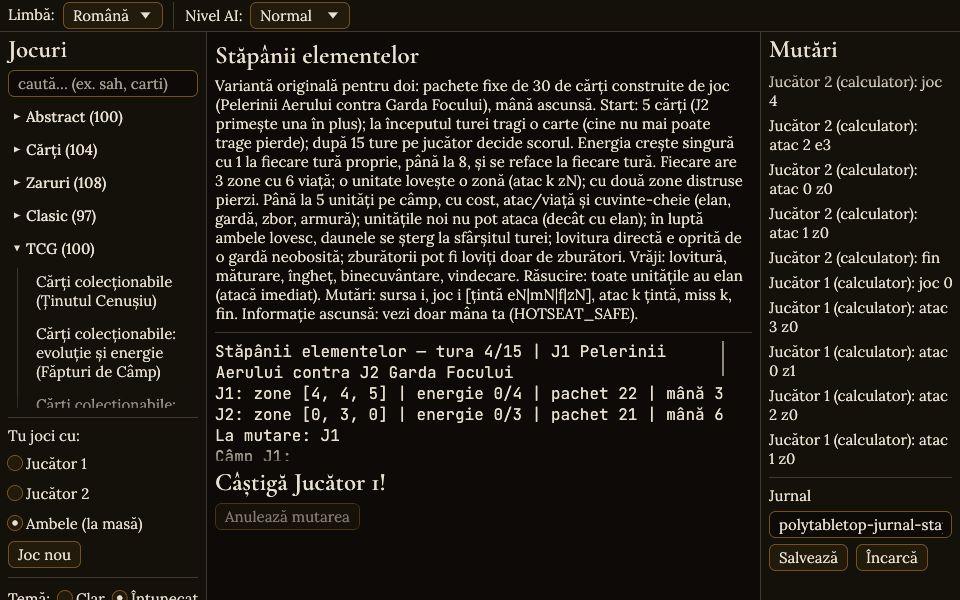 Limbă:
Română
Nivel AI:
Normal
Jocuri
caută... (ex. sah, carti)
Abstract (100)
Cărți (104)
Zaruri (108)
Clasic (97)
TCG (100)
Cărți colecționabile
(Ținutul Cenușiu)
Cărți colecționabile:
evoluție și energie
(Făpturi de Câmp)
Cărți colecționabile:
Tu joci cu:
Jucător 1
Jucător 2
Ambele (la masă)
Joc nou
Temă:
Clar
Întunecat
Stăpânii elementelor
Variantă originală pentru doi: pachete fixe de 30 de cărți construite de joc
(Pelerinii Aerului contra Garda Focului), mână ascunsă. Start: 5 cărți (J2
primește una în plus); la începutul turei tragi o carte (cine nu mai poate
trage pierde); după 15 ture pe jucător decide scorul. Energia crește singură
cu 1 la fiecare tură proprie, până la 8, și se reface la fiecare tură. Fiecare are
3 zone cu 6 viață; o unitate lovește o zonă (atac k zN); cu două zone distruse
pierzi. Până la 5 unități pe câmp, cu cost, atac/viață și cuvinte-cheie (elan,
gardă, zbor, armură); unitățile noi nu pot ataca (decât cu elan); în luptă
ambele lovesc, daunele se șterg la sfârșitul turei; lovitura directă e oprită de
o gardă neobosită; zburătorii pot fi loviți doar de zburători. Vrăji: lovitură,
măturare, îngheț, binecuvântare, vindecare. Răsucire: toate unitățile au elan
(atacă imediat). Mutări: sursa i, joc i [țintă eN|mN|f|zN], atac k țintă, miss k,
fin. Informație ascunsă: vezi doar mâna ta (HOTSEAT_SAFE).
Stăpânii elementelor — tura 4/15 | J1 Pelerinii
Aerului contra J2 Garda Focului
J1: zone [4, 4, 5] | energie 0/4 | pachet 22 | mână 3
J2: zone [0, 3, 0] | energie 0/3 | pachet 21 | mână 6
La mutare: J1
Câmp J1:
Câștigă Jucător 1!
Anulează mutarea
Mutări
Jucător 2 (calculator): joc
4
Jucător 2 (calculator):
atac 2 e3
Jucător 2 (calculator):
atac 0 z0
Jucător 2 (calculator):
atac 1 z0
Jucător 2 (calculator): fin
Jucător 1 (calculator): joc 0
Jucător 1 (calculator): atac
3 z0
Jucător 1 (calculator): atac
0 z1
Jucător 1 (calculator): atac
2 z0
Jucător 1 (calculator): atac
1 z0
Jurnal
polytabletop-jurnal-sta
Salvează
Încarcă